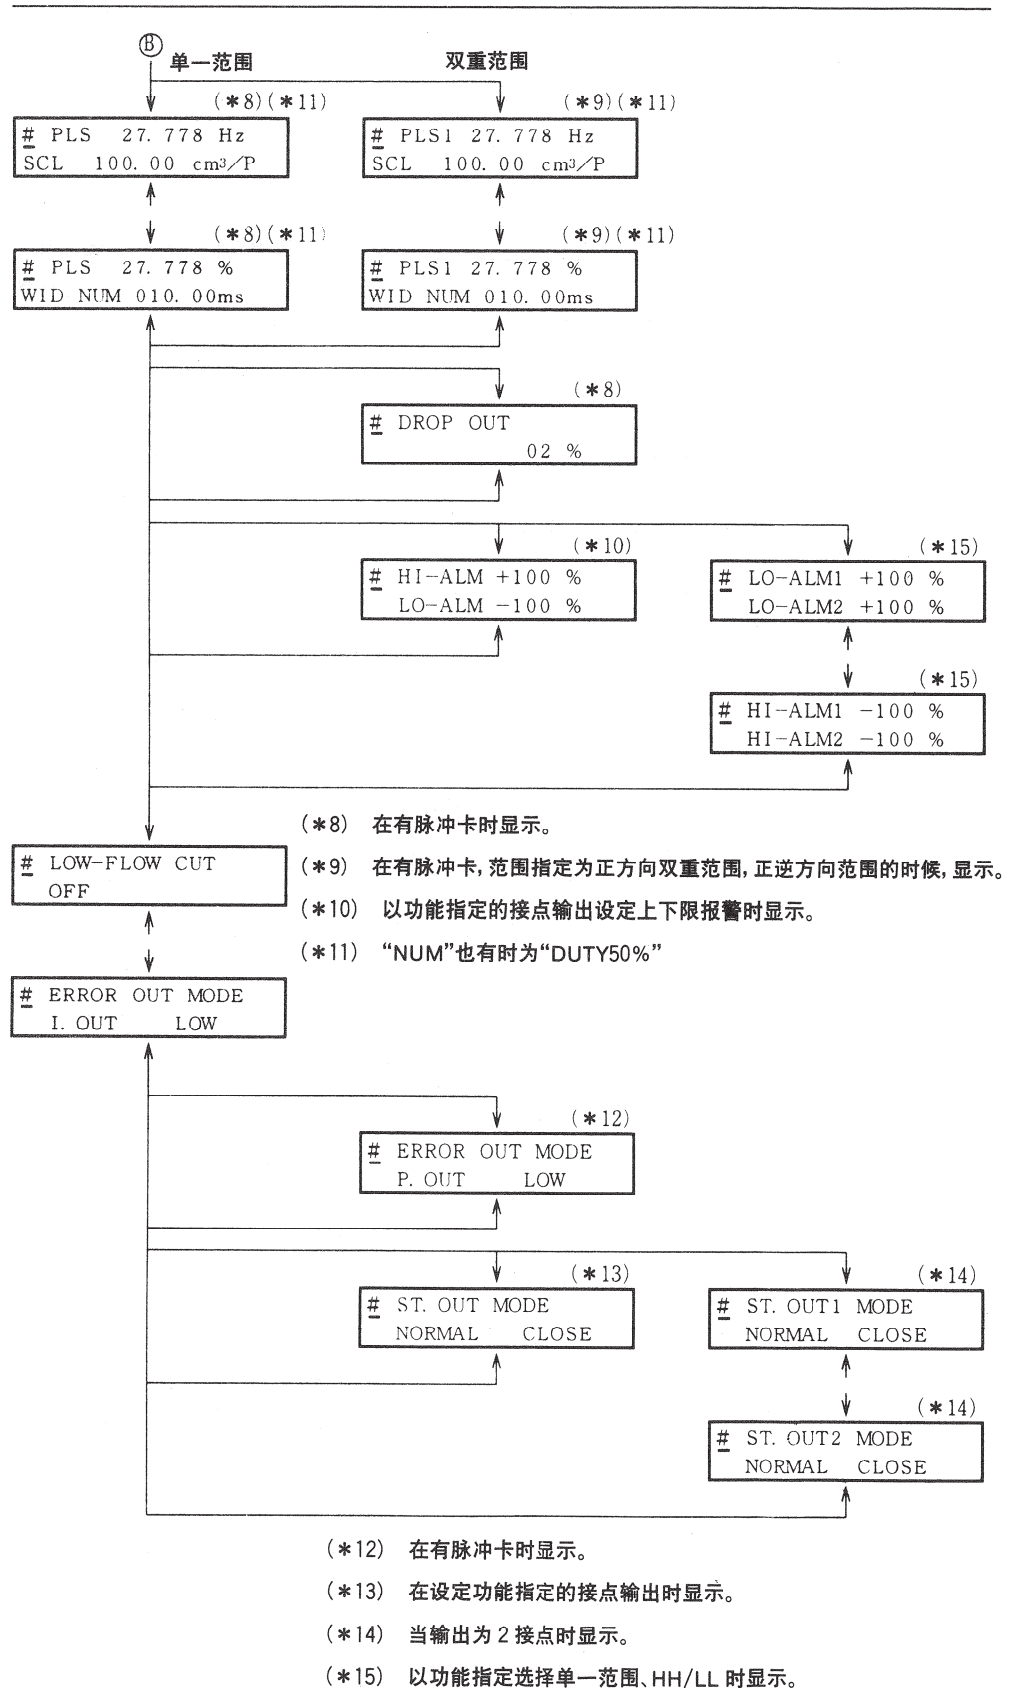 B
单一范围 双重范围
(*8)(*11) (*9)(*11)
# PLS 27.778 Hz
SCL 100.00 cm³/P
# PLS1 27.778 Hz
SCL 100.00 cm³/P
(*8)(*11) (*9)(*11)
# PLS 27.778 %
WID NUM 010.00ms
# PLS1 27.778 %
WID NUM 010.00ms
(*8)
# DROP OUT
02 %
(*10) (*15)
# HI-ALM +100 %
LO-ALM -100 %
# LO-ALM1 +100 %
LO-ALM2 +100 %
(*15)
# HI-ALM1 -100 %
HI-ALM2 -100 %
(*8) 在有脉冲卡时显示。
# LOW-FLOW CUT
OFF
(*9) 在有脉冲卡,范围指定为正方向双重范围,正逆方向范围的时候,显示。
(*10) 以功能指定的接点输出设定上下限报警时显示。
(*11) “NUM”也有时为“DUTY50%”
# ERROR OUT MODE
I. OUT LOW
(*12)
# ERROR OUT MODE
P. OUT LOW
(*13) (*14)
# ST. OUT MODE
NORMAL CLOSE
# ST. OUT1 MODE
NORMAL CLOSE
(*14)
# ST. OUT2 MODE
NORMAL CLOSE
(*12) 在有脉冲卡时显示。
(*13) 在设定功能指定的接点输出时显示。
(*14) 当输出为2接点时显示。
(*15) 以功能指定选择单一范围、HH/LL 时显示。